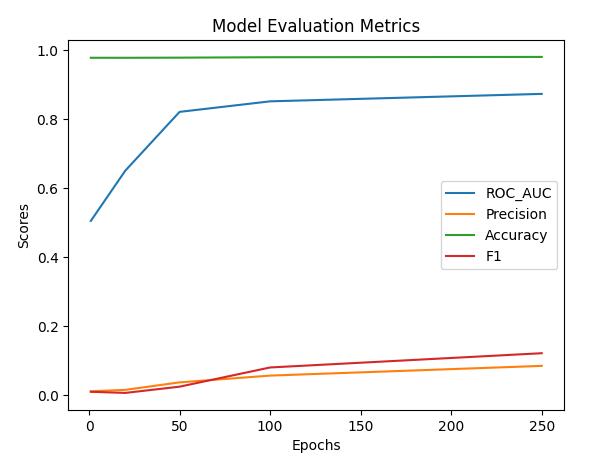 Model Evaluation Metrics
1.0
0.8
0.6
0.4
0.2
0.0
Scores
ROC_AUC
Precision
Accuracy
F1
0 50 100 150 200 250
Epochs